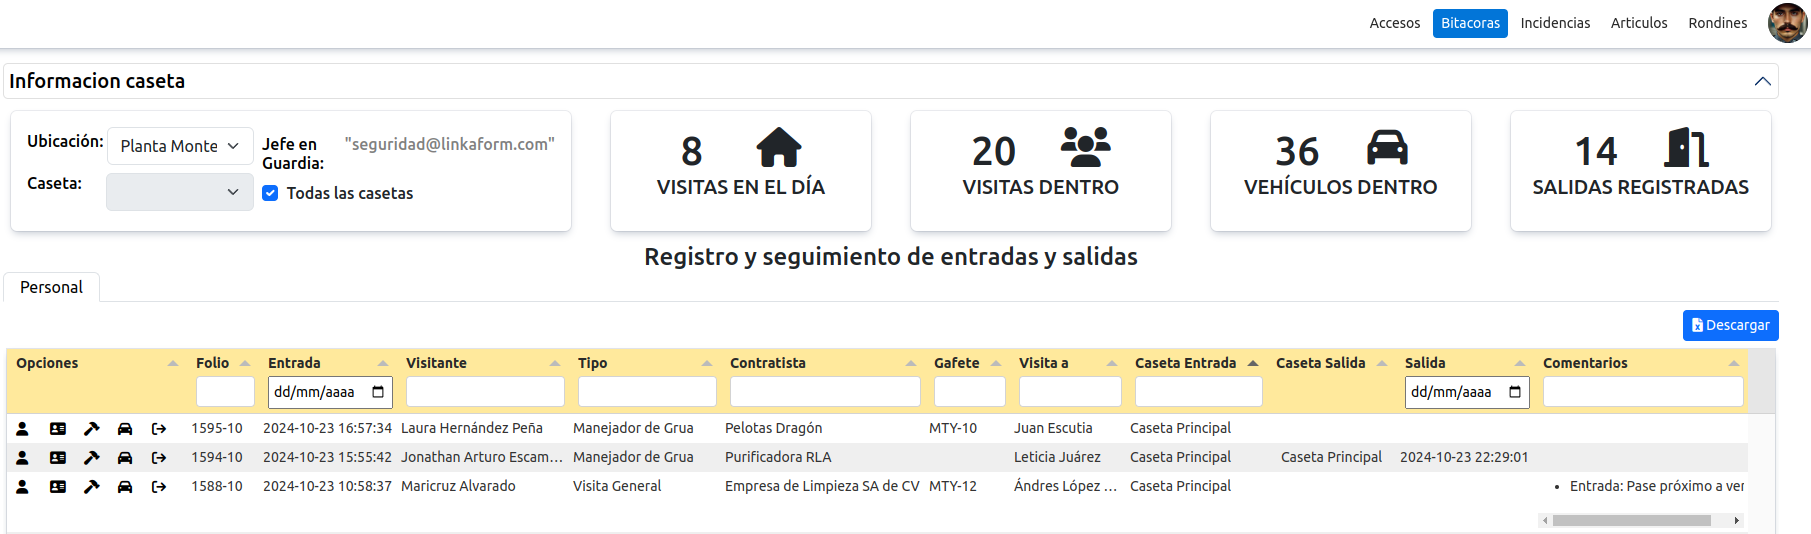 Accesos Bitacoras Incidencias Articulos Rondines
Informacion caseta
Ubicación: Planta Monte Jefe en Guardia: "seguridad@linkaform.com"
Caseta: Todas las casetas
8
VISITAS EN EL DÍA
20
VISITAS DENTRO
36
VEHÍCULOS DENTRO
14
SALIDAS REGISTRADAS
Registro y seguimiento de entradas y salidas
Personal
Descargar
Opciones Folio Entrada Visitante Tipo Contratista Gafete Visita a Caseta Entrada Caseta Salida Salida Comentarios
dd/mm/aaaa dd/mm/aaaa
1595-10 2024-10-23 16:57:34 Laura Hernández Peña Manejador de Grua Pelotas Dragón MTY-10 Juan Escutia Caseta Principal
1594-10 2024-10-23 15:55:42 Jonathan Arturo Escam... Manejador de Grua Purificadora RLA Leticia Juárez Caseta Principal Caseta Principal 2024-10-23 22:29:01
1588-10 2024-10-23 10:58:37 Maricruz Alvarado Visita General Empresa de Limpieza SA de CV MTY-12 Ándres López ... Caseta Principal • Entrada: Pase próximo a ver